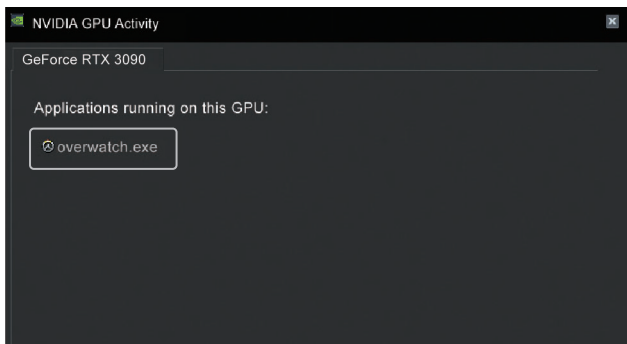 NVIDIA GPU Activity
GeForce RTX 3090
Applications running on this GPU:
overwatch.exe